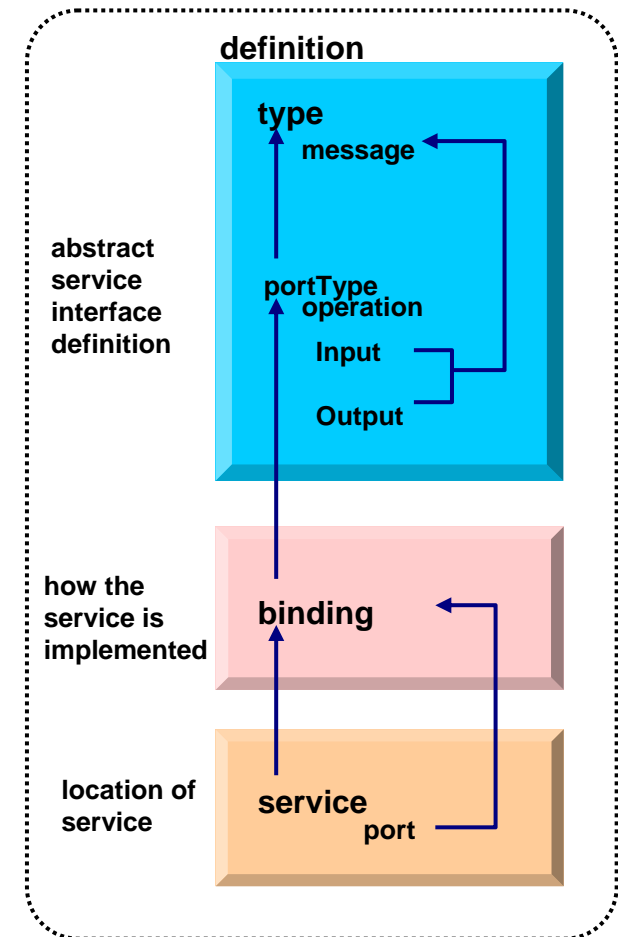 definition
type
message
abstract
service
interface
definition
portType
operation
Input
Output
how the
service is
implemented
binding
location of
service
service
port